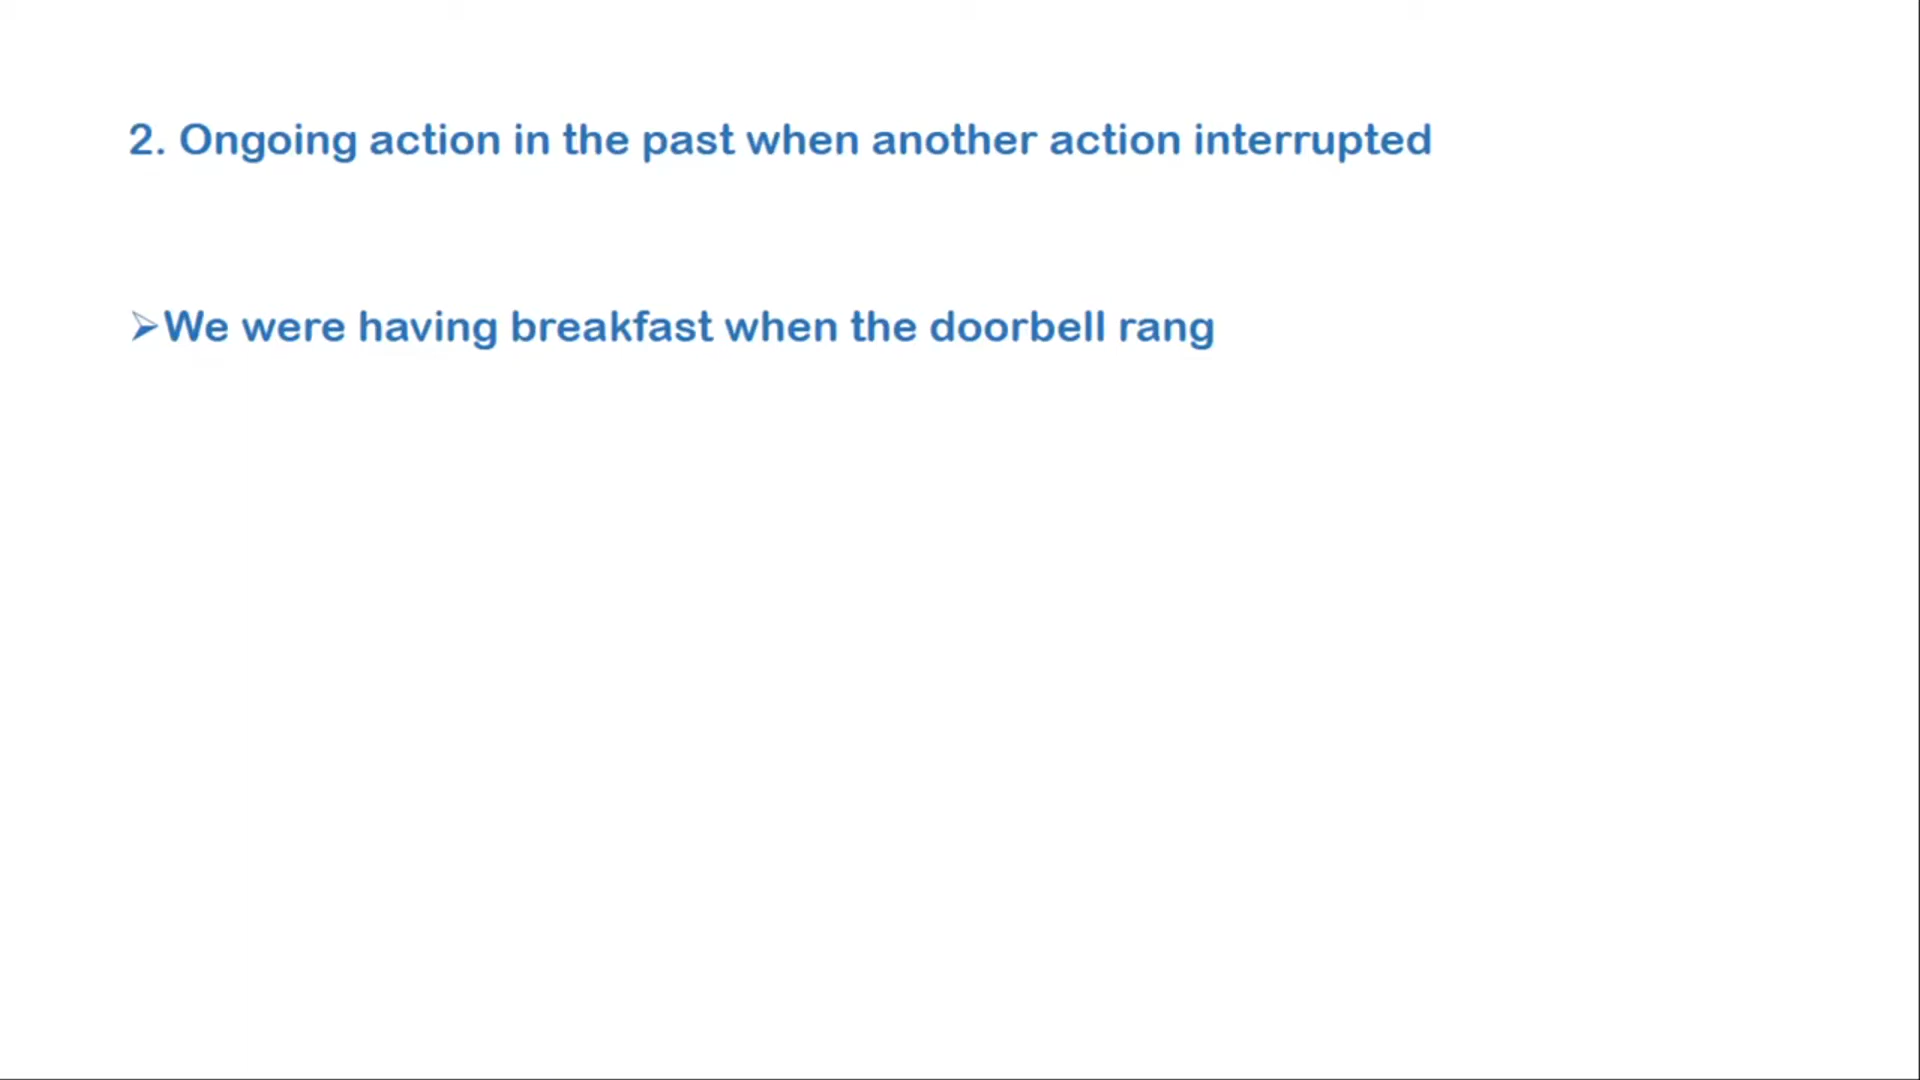 2. Ongoing action in the past when another action interrupted
➢We were having breakfast when the doorbell rang